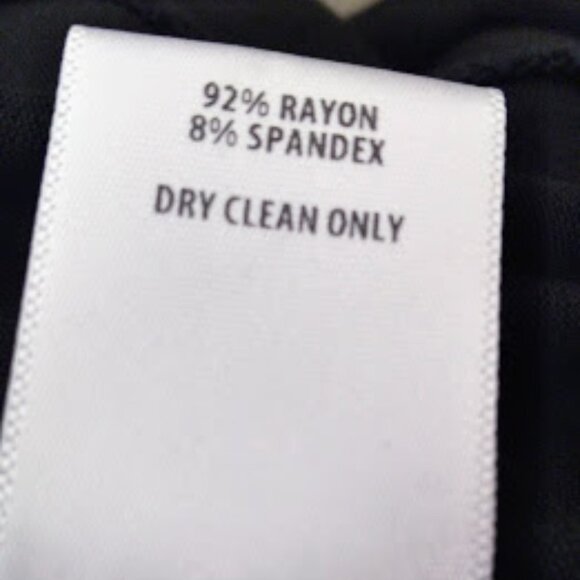 92% RAYON
8% SPANDEX
DRY CLEAN ONLY